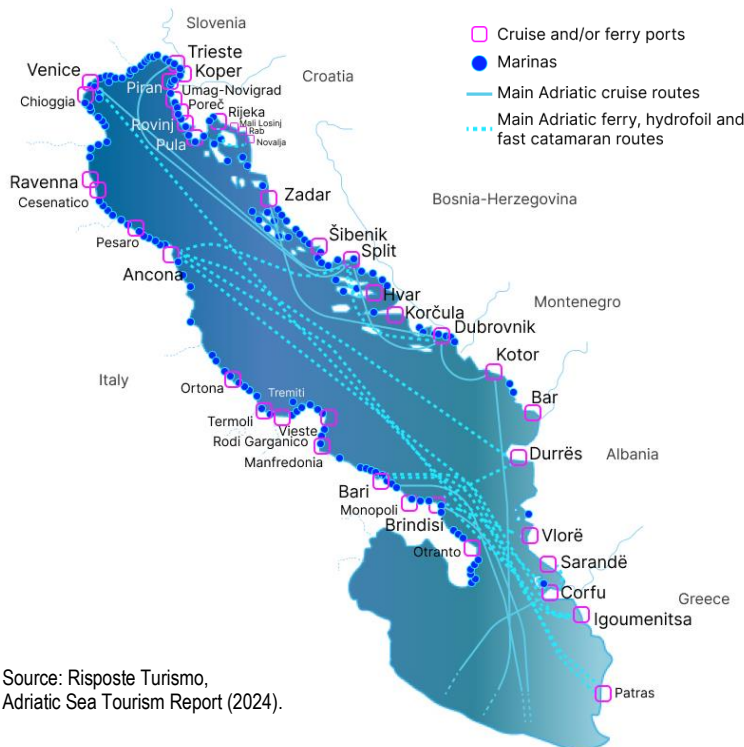 Slovenia
Cruise and/or ferry ports
Marinas
Main Adriatic cruise routes
Main Adriatic ferry, hydrofoil and
fast catamaran routes
Trieste
Koper
Croatia
Venice
Piran
Umag-Novigrad
Chioggia
Poreč
Rijeka
Mali Losinj
Rab
Novalja
Rovinj
Pula
Ravenna
Cesenatico
Zadar
Bosnia-Herzegovina
Pesaro
Šibenik
Split
Ancona
Hvar
Korčula
Montenegro
Dubrovnik
Kotor
Italy
Ortona
Tremiti
Bar
Termoli
Vieste
Rodi Garganico
Manfredonia
Durrës
Albania
Bari
Monopoli
Brindisi
Otranto
Vlorë
Sarandë
Corfu
Greece
Igoumenitsa
Source: Risposte Turismo,
Adriatic Sea Tourism Report (2024).
Patras